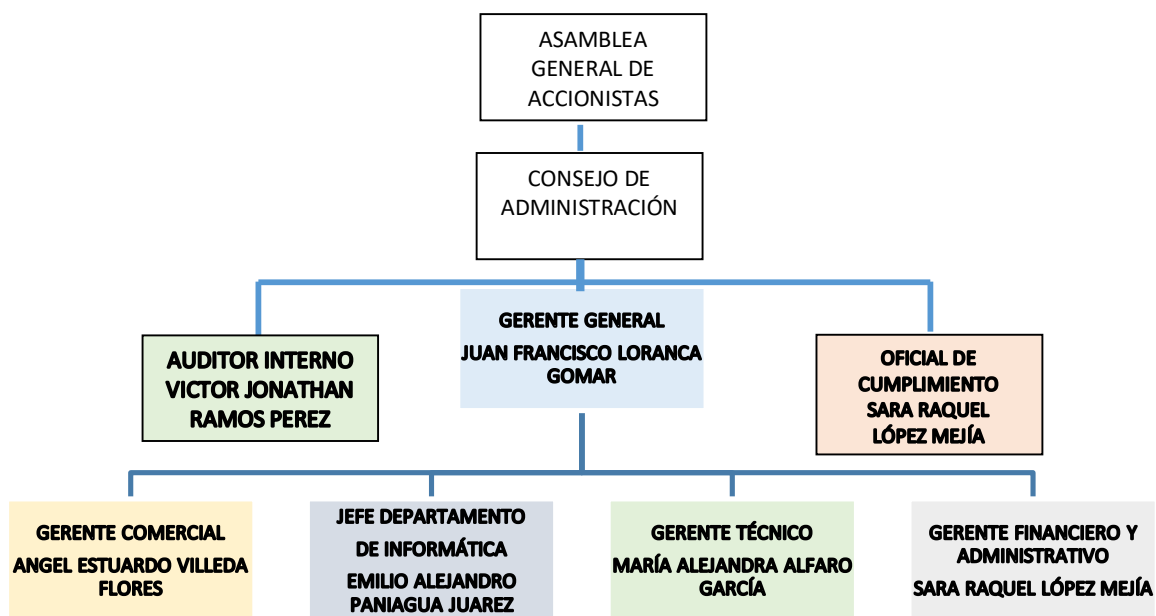 ASAMBLEA
GENERAL DE
ACCIONISTAS
CONSEJO DE
ADMINISTRACIÓN
AUDITOR INTERNO
VICTOR JONATHAN
RAMOS PEREZ
GERENTE GENERAL
JUAN FRANCISCO LORANCA
GOMAR
OFICIAL DE
CUMPLIMIENTO
SARA RAQUEL
LÓPEZ MEJÍA
GERENTE COMERCIAL
ANGEL ESTUARDO VILLEDA
FLORES
JEFE DEPARTAMENTO
DE INFORMÁTICA
EMILIO ALEJANDRO
PANIAGUA JUAREZ
GERENTE TÉCNICO
MARÍA ALEJANDRA ALFARO
GARCÍA
GERENTE FINANCIERO Y
ADMINISTRATIVO
SARA RAQUEL LÓPEZ MEJÍA